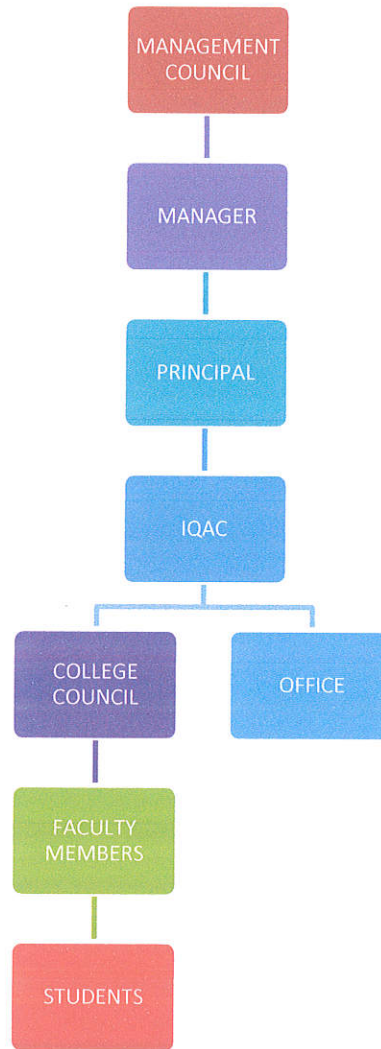 MANAGEMENT
COUNCIL
MANAGER
PRINCIPAL
IQAC
COLLEGE
COUNCIL
OFFICE
FACULTY
MEMBERS
STUDENTS